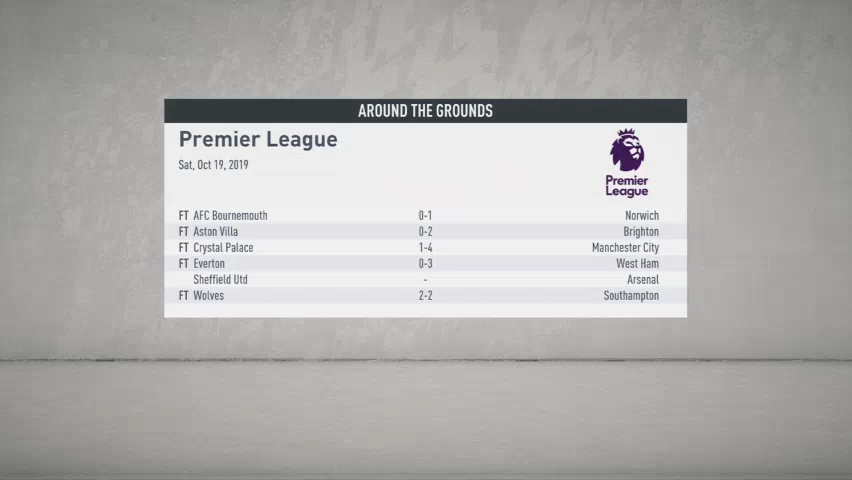 AROUND THE GROUNDS
Premier League
Sat, Oct 19, 2019
Premier
League
FT AFC Bournemouth 0-1 Norwich
FT Aston Villa 0-2 Brighton
FT Crystal Palace 1-4 Manchester City
FT Everton 0-3 West Ham
Sheffield Utd - Arsenal
FT Wolves 2-2 Southampton